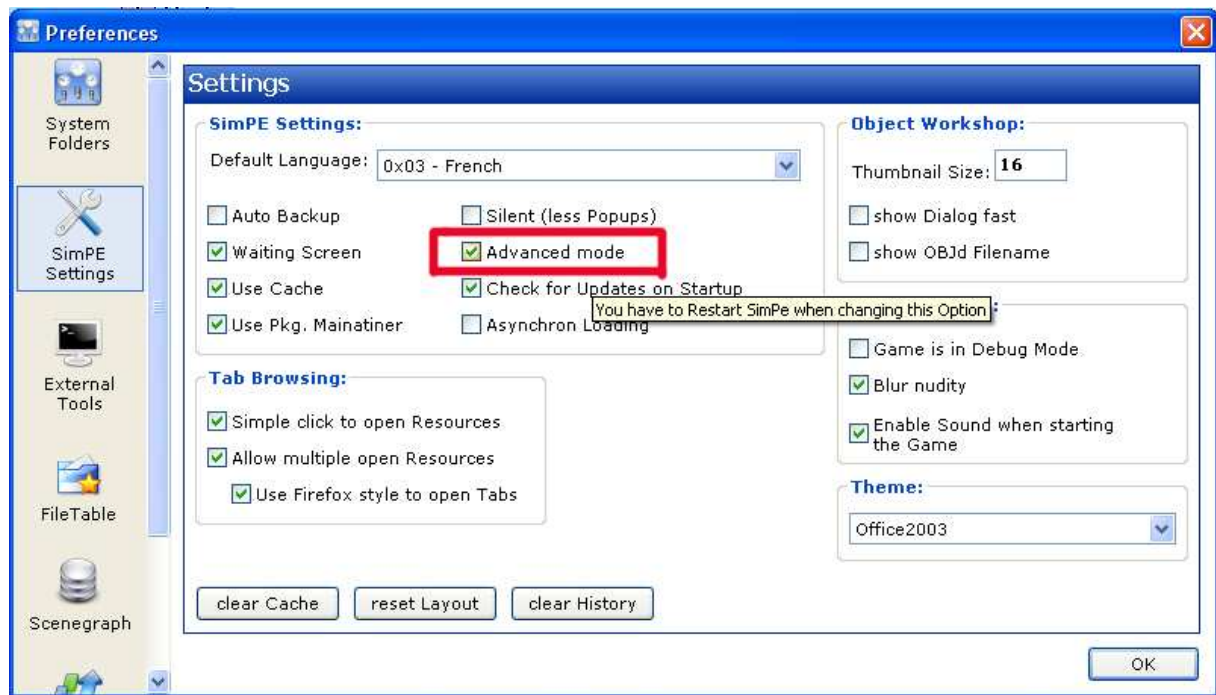 Preferences
System
Folders
SimPE
Settings
External
Tools
FileTable
Scenegraph
Settings
SimPE Settings:
Default Language: 0x03 - French
Auto Backup
Silent (less Popups)
Waiting Screen
Advanced mode
Use Cache
Check for Updates on Startup
You have to Restart SimPe when changing this Option
Use Pkg. Mainatiner
Asynchron Loading
Tab Browsing:
Simple click to open Resources
Allow multiple open Resources
Use Firefox style to open Tabs
Object Workshop:
Thumbnail Size: 16
show Dialog fast
show OBJd Filename
Game is in Debug Mode
Blur nudity
Enable Sound when starting
the Game
Theme:
Office2003
clear Cache
reset Layout
clear History
OK